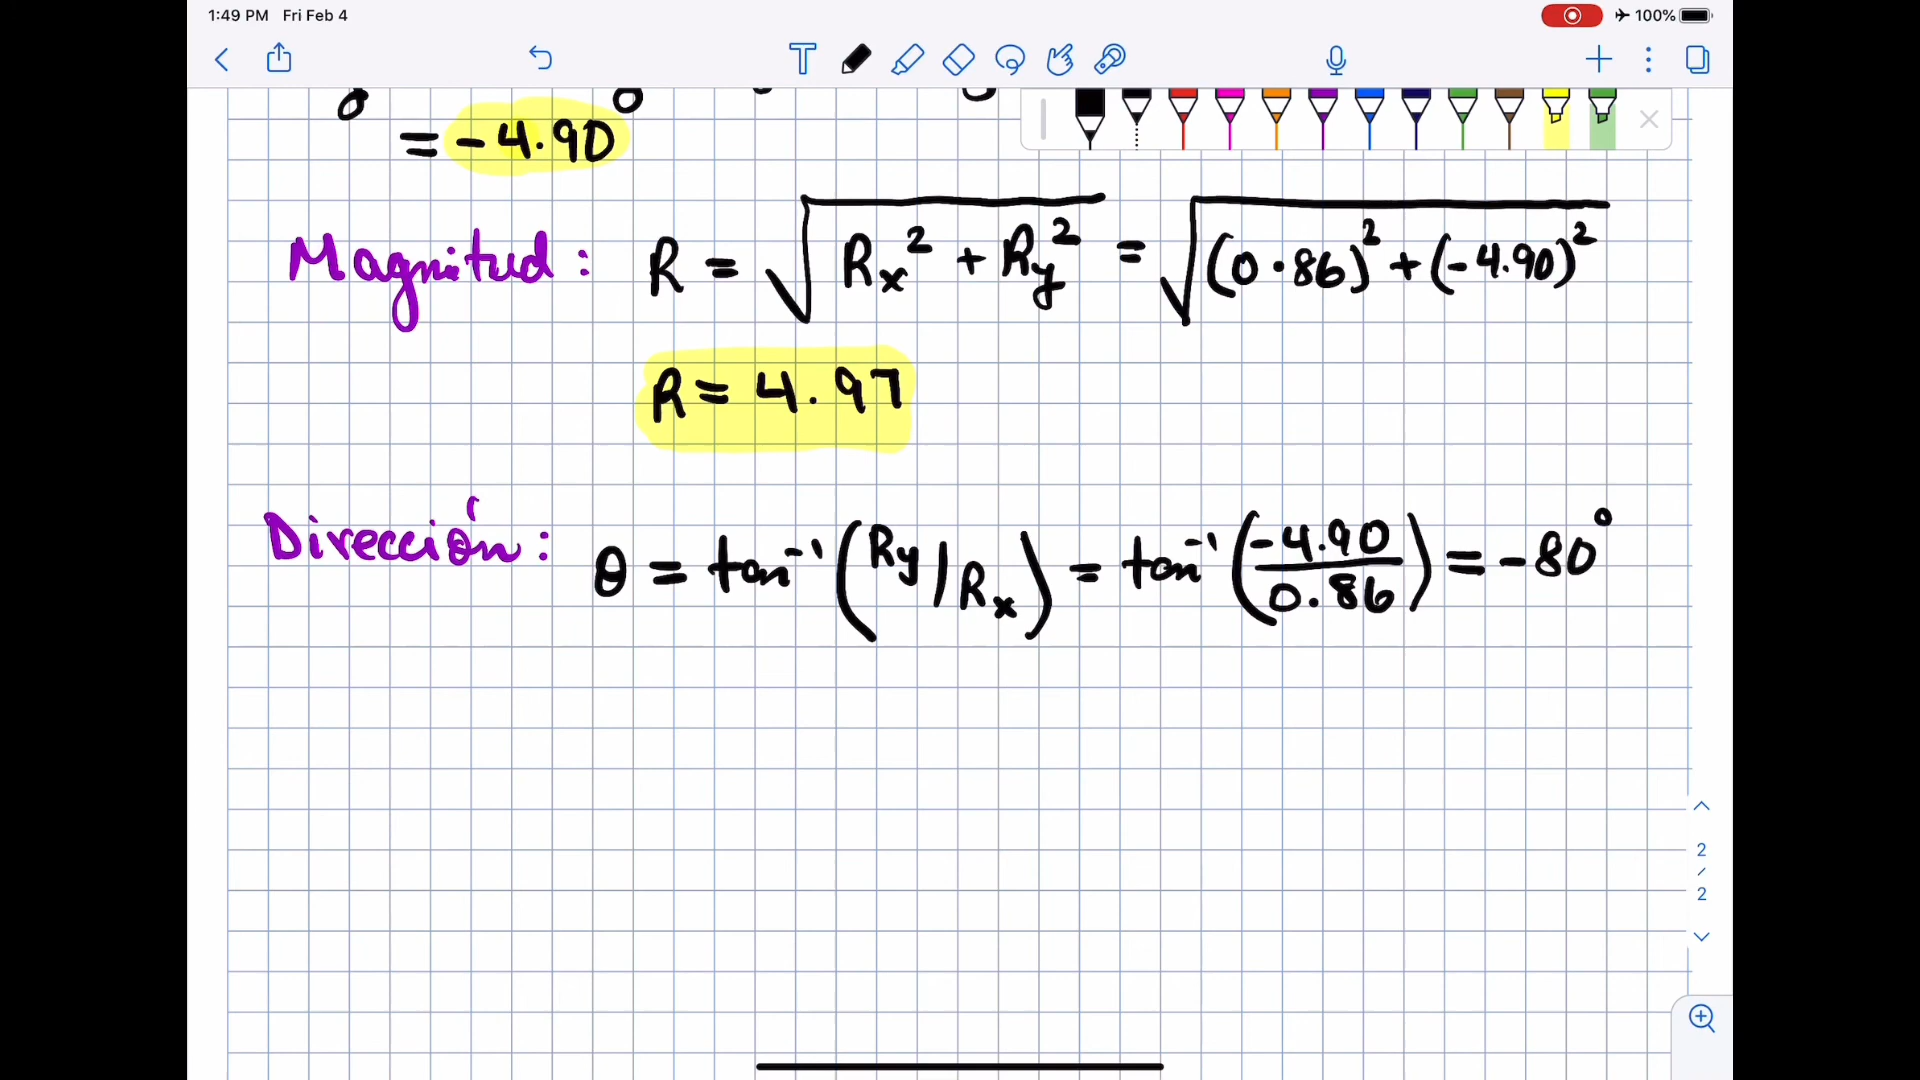 1:49 PM Fri Feb 4
100%
T
= -4.90
Magnitud: R = √(Rx² + Ry²) = √((0.86)² + (-4.90)²)
R = 4.97
Dirección: θ = tan⁻¹(Ry/Rx) = tan⁻¹(-4.90/0.86) = -80°
2
/
2